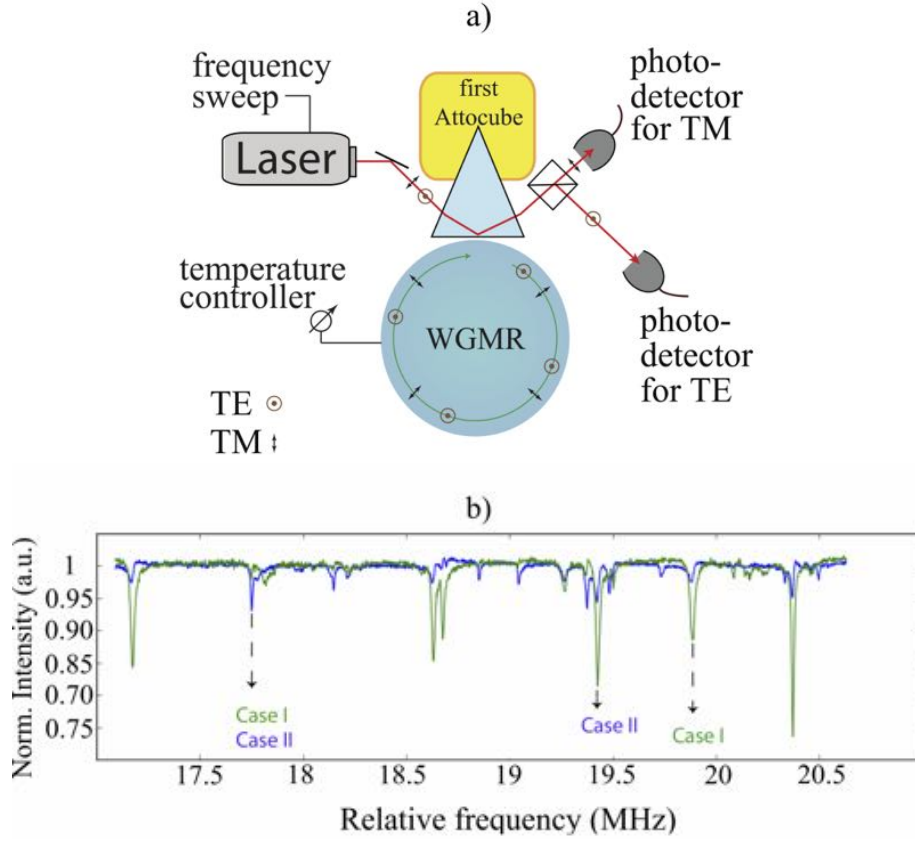 a)
frequency
sweep
Laser
first
Attocube
photo-
detector
for TM
temperature
controller
WGMR
photo-
detector
for TE
TE
TM
b)
Norm. Intensity (a.u.)
1
0.95
0.90
0.85
0.70
0.75
Case I
Case II
Case II
Case I
17.5 18 18.5 19 19.5 20 20.5
Relative frequency (MHz)